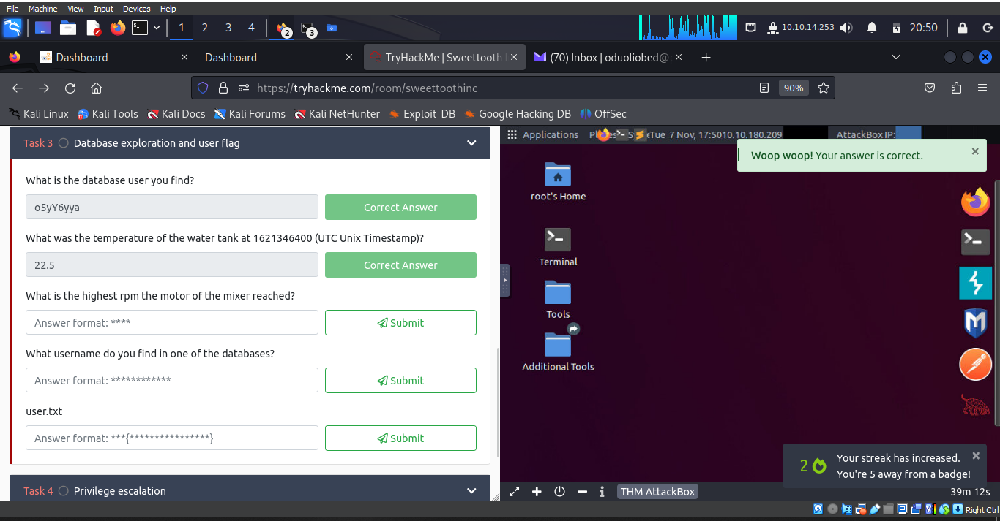 File Machine View Input Devices Help
1 2 3 4 2 3 10.10.14.253 20:50
Dashboard Dashboard TryHackMe | Sweettooth (70) Inbox | oduoliobed@
https://tryhackme.com/room/sweettoothinc 90%
Kali Linux Kali Tools Kali Docs Kali Forums Kali NetHunter Exploit-DB Google Hacking DB OffSec
Task 3 Database exploration and user flag
What is the database user you find?
o5yY6yya Correct Answer
What was the temperature of the water tank at 1621346400 (UTC Unix Timestamp)?
22.5 Correct Answer
What is the highest rpm the motor of the mixer reached?
Answer format: **** Submit
What username do you find in one of the databases?
Answer format: ************ Submit
user.txt
Answer format: ***{****************} Submit
Task 4 Privilege escalation
Applications Tue 7 Nov, 17:50 10.10.180.209 AttackBox IP:
Woop woop! Your answer is correct.
root's Home
Terminal
Tools
Additional Tools
2 Your streak has increased.
You're 5 away from a badge!
THM AttackBox 39m 12s
Right Ctrl